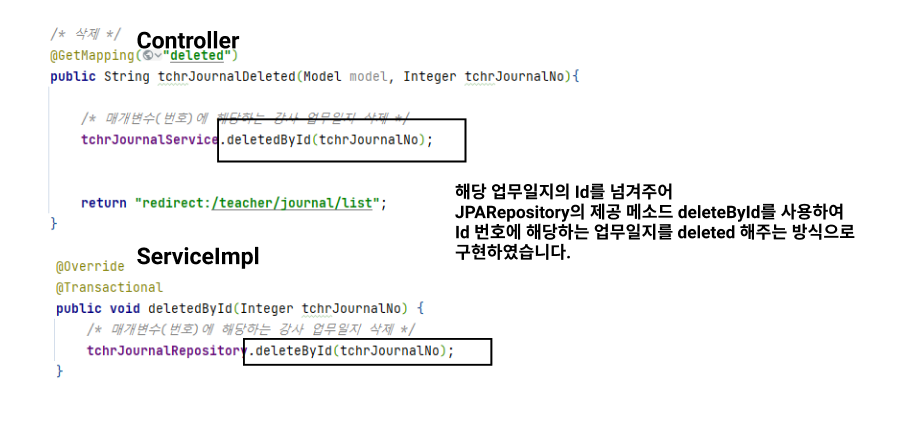 /* 삭제 */
Controller
@GetMapping("deleted")
public String tchrJournalDeleted(Model model, Integer tchrJournalNo){
/* 매개변수(번호)에 해당하는 강사 업무일지 삭제 */
tchrJournalService.deletedById(tchrJournalNo);
return "redirect:/teacher/journal/list";
}
해당 업무일지의 Id를 넘겨주어
JPARepository의 제공 메소드 deleteById를 사용하여
Id 번호에 해당하는 업무일지를 deleted 해주는 방식으로
구현하였습니다.
ServiceImpl
@Override
@Transactional
public void deletedById(Integer tchrJournalNo) {
/* 매개변수(번호)에 해당하는 강사 업무일지 삭제 */
tchrJournalRepository.deleteById(tchrJournalNo);
}